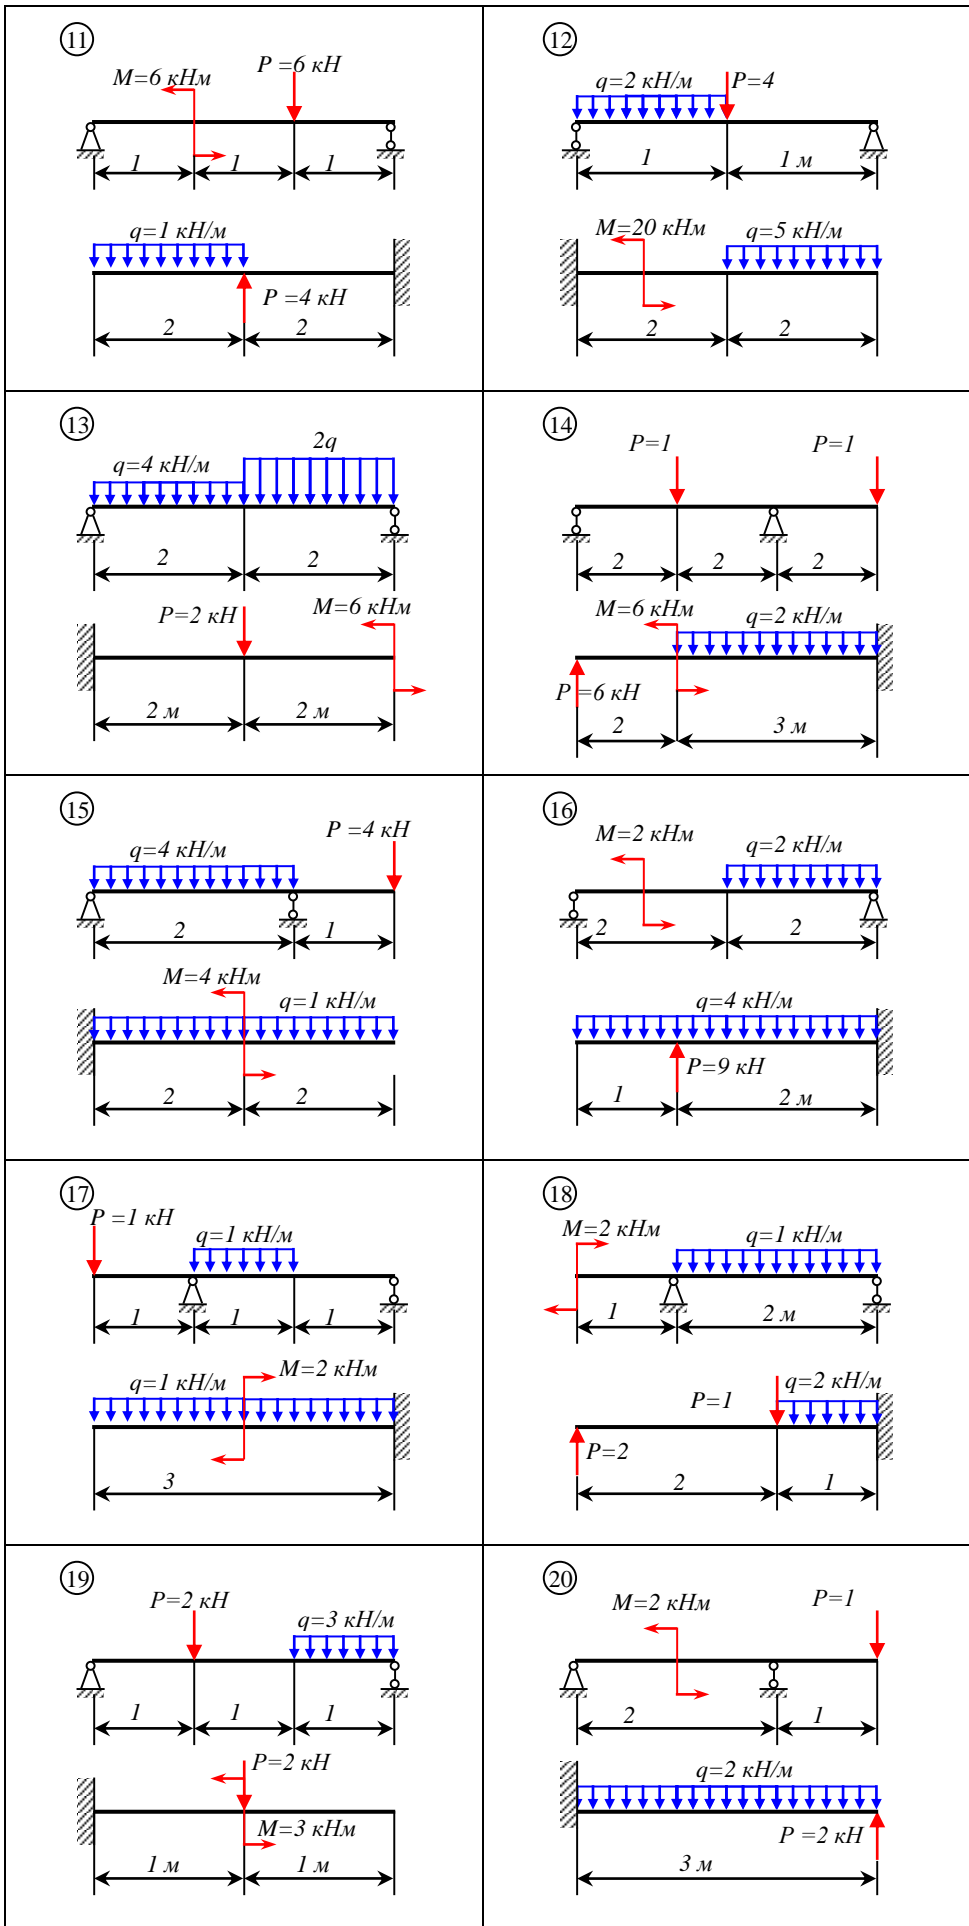 11
M=6 кНм
P=6 кН
1
1
1
q=1 кН/м
P=4 кН
2
2
12
q=2 кН/м
P=4
1
1 м
M=20 кНм
q=5 кН/м
2
2
13
q=4 кН/м
2q
2
2
P=2 кН
M=6 кНм
2 м
2 м
14
P=1
P=1
2
2
2
M=6 кНм
q=2 кН/м
P=6 кН
2
3 м
15
q=4 кН/м
P=4 кН
2
1
M=4 кНм
q=1 кН/м
2
2
16
M=2 кНм
q=2 кН/м
2
2
q=4 кН/м
P=9 кН
1
2 м
17
P=1 кН
q=1 кН/м
1
1
1
q=1 кН/м
M=2 кНм
3
18
M=2 кНм
q=1 кН/м
1
2 м
P=1
q=2 кН/м
P=2
2
1
19
P=2 кН
q=3 кН/м
1
1
1
P=2 кН
M=3 кНм
1 м
1 м
20
M=2 кНм
P=1
2
1
q=2 кН/м
P=2 кН
3 м